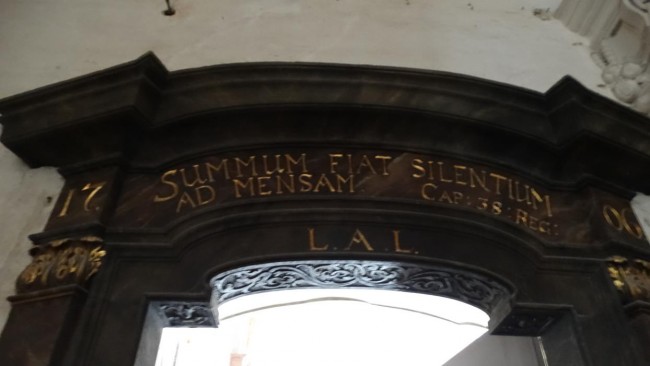 17 SUMMUM FIAT SILENTIUM 06
AD MENSAM CAP: 38: REG:
L. A. L.